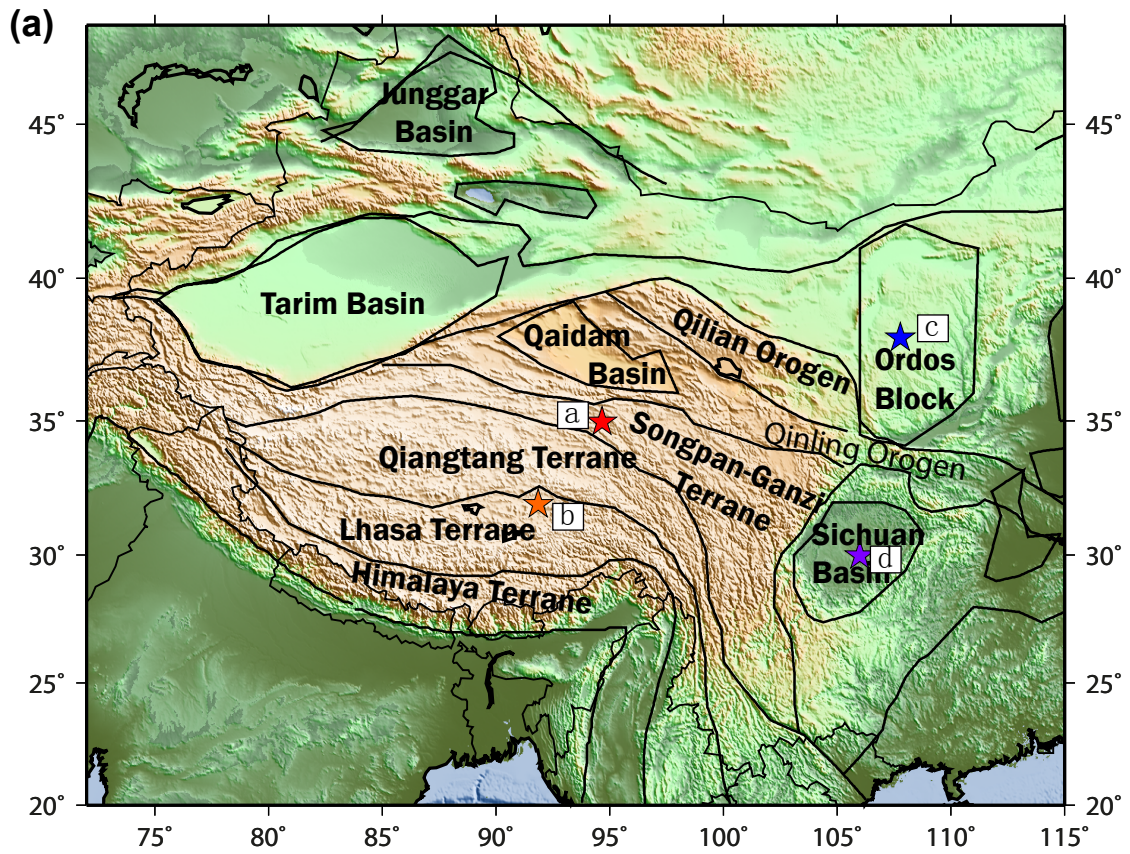 (a)
Junggar
Basin
45°
45°
40°
40°
Tarim Basin
Qaidam
Basin
Qilian Orogen
c
Ordos
Block
35°
35°
a
Songpan-Ganzi
Terrane
Qinling Orogen
Qiangtang Terrane
b
Lhasa Terrane
Sichuan
Basin
d
30°
30°
Himalaya Terrane
25°
25°
20°
20°
75°
80°
85°
90°
95°
100°
105°
110°
115°